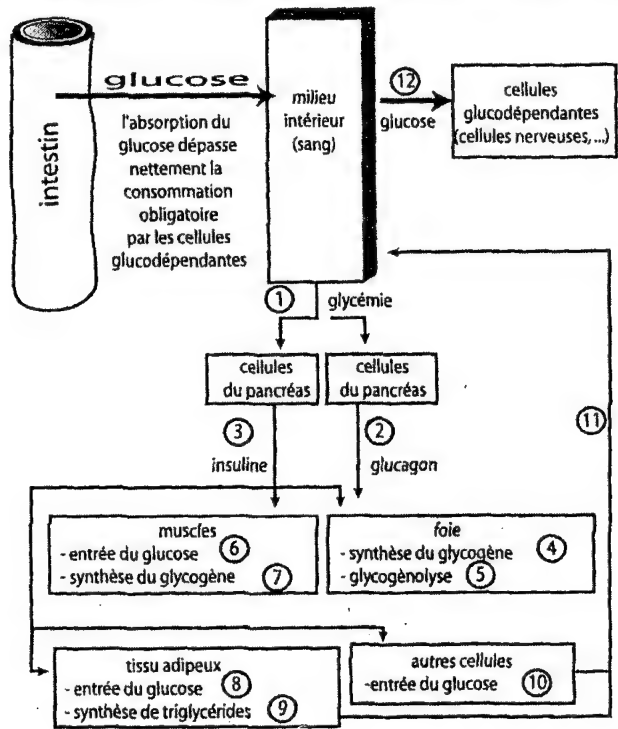 intestin
glucose
l'absorption du
glucose dépasse
nettement la
consommation
obligatoire
par les cellules
glucodépendantes
milieu
intérieur
(sang)
12
glucose
cellules
glucodépendantes
(cellules nerveuses,...)
1
glycémie
cellules
du pancréas
cellules
du pancréas
3
insuline
2
glucagon
11
muscles
- entrée du glucose 6
- synthèse du glycogène 7
foie
- synthèse du glycogène 4
- glycogènolyse 5
tissu adipeux
- entrée du glucose 8
- synthèse de triglycérides 9
autres cellules
-entrée du glucose 10